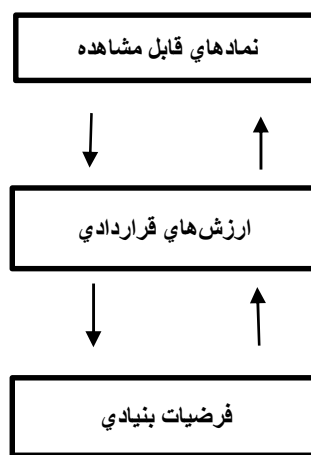 نمادهاي قابل مشاهده
ارزش‌هاي قراردادي
فرضيات بنيادي